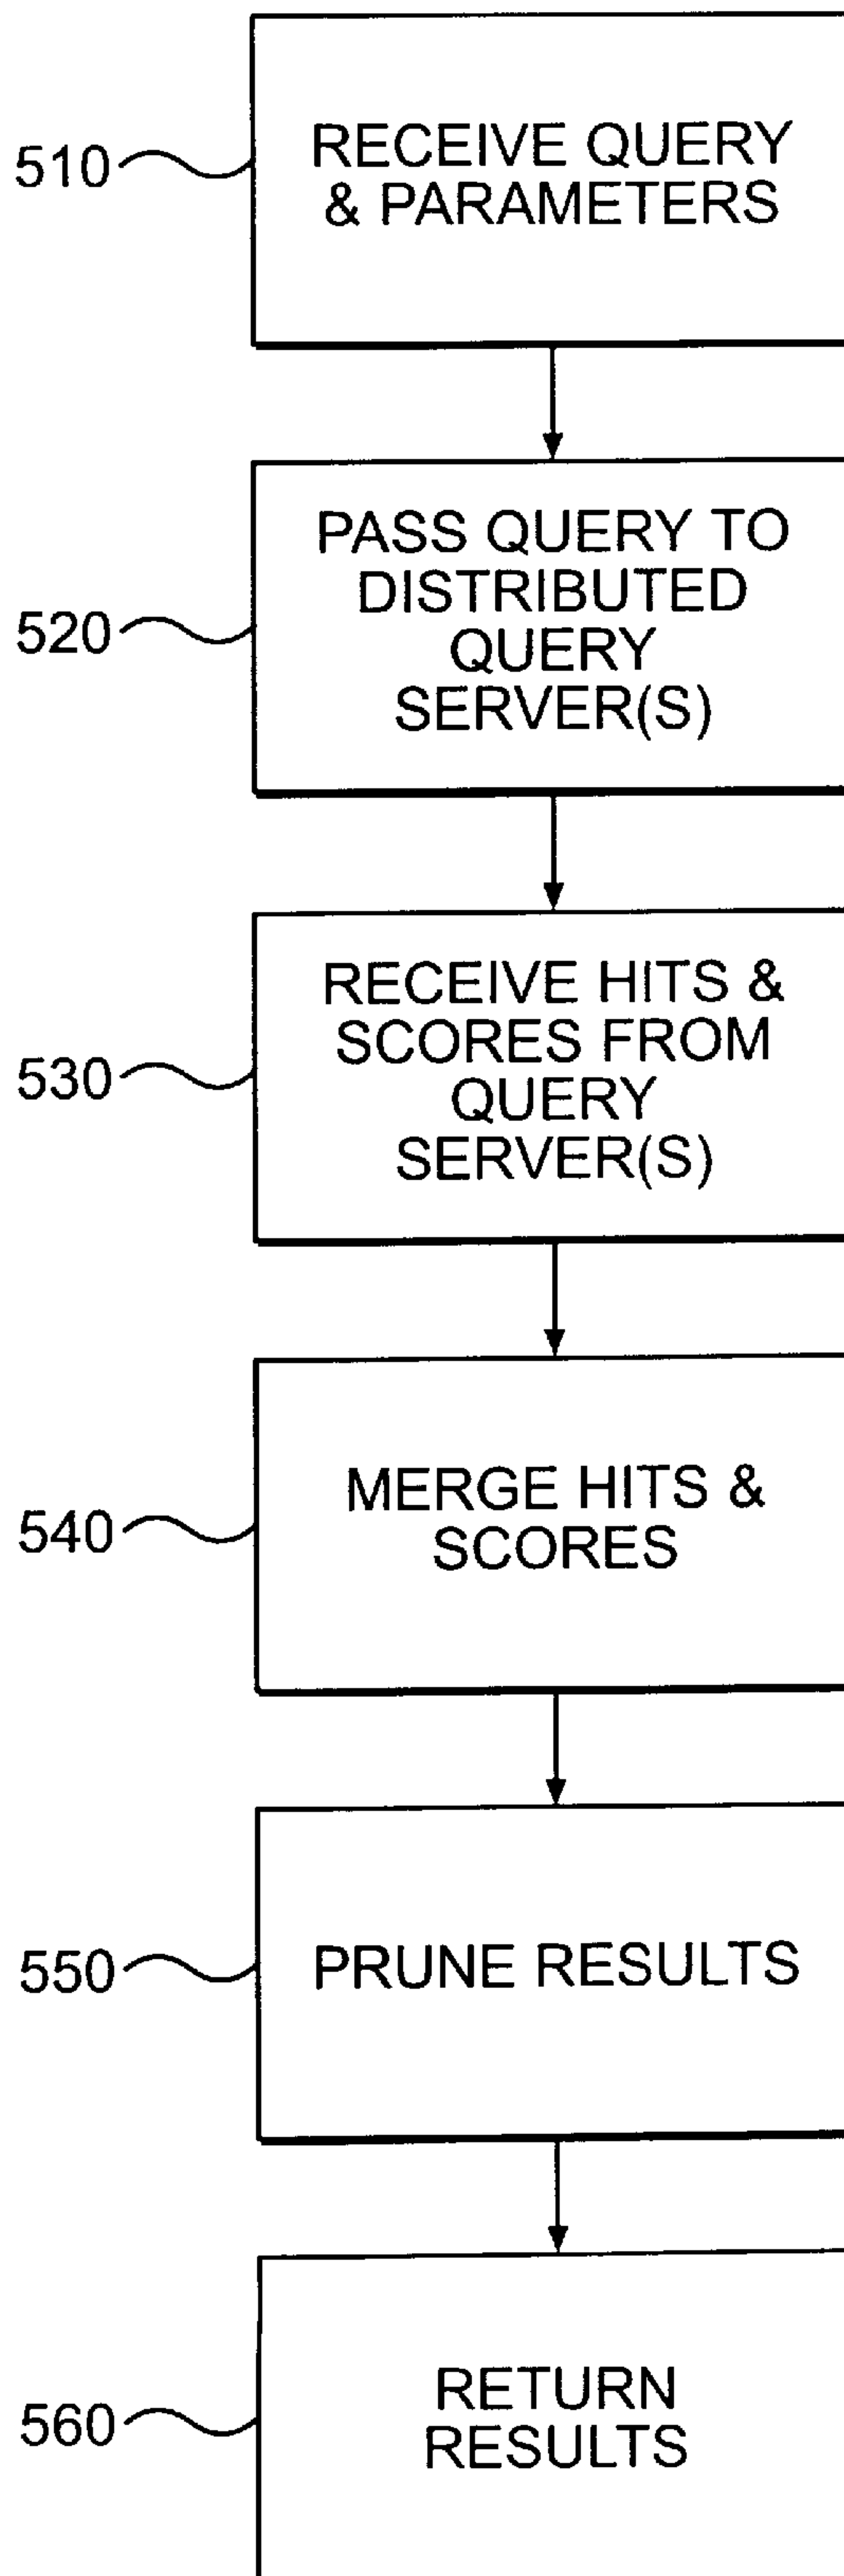 510
RECEIVE QUERY
& PARAMETERS
520
PASS QUERY TO
DISTRIBUTED
QUERY
SERVER(S)
530
RECEIVE HITS &
SCORES FROM
QUERY
SERVER(S)
540
MERGE HITS &
SCORES
550
PRUNE RESULTS
560
RETURN
RESULTS